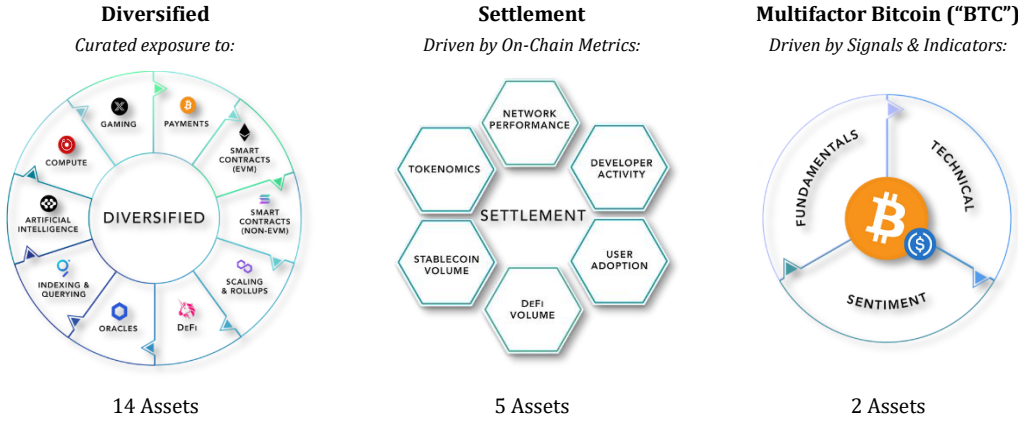 Diversified
Curated exposure to:
GAMING
PAYMENTS
SMART
CONTRACTS
(EVM)
SMART
CONTRACTS
(NON-EVM)
SCALING
& ROLLUPS
DEFI
ORACLES
INDEXING &
QUERYING
ARTIFICIAL
INTELLIGENCE
COMPUTE
DIVERSIFIED
14 Assets
Settlement
Driven by On-Chain Metrics:
NETWORK
PERFORMANCE
DEVELOPER
ACTIVITY
USER
ADOPTION
DEFI
VOLUME
STABLECOIN
VOLUME
TOKENOMICS
SETTLEMENT
5 Assets
Multifactor Bitcoin (“BTC”)
Driven by Signals & Indicators:
FUNDAMENTALS
TECHNICAL
SENTIMENT
2 Assets